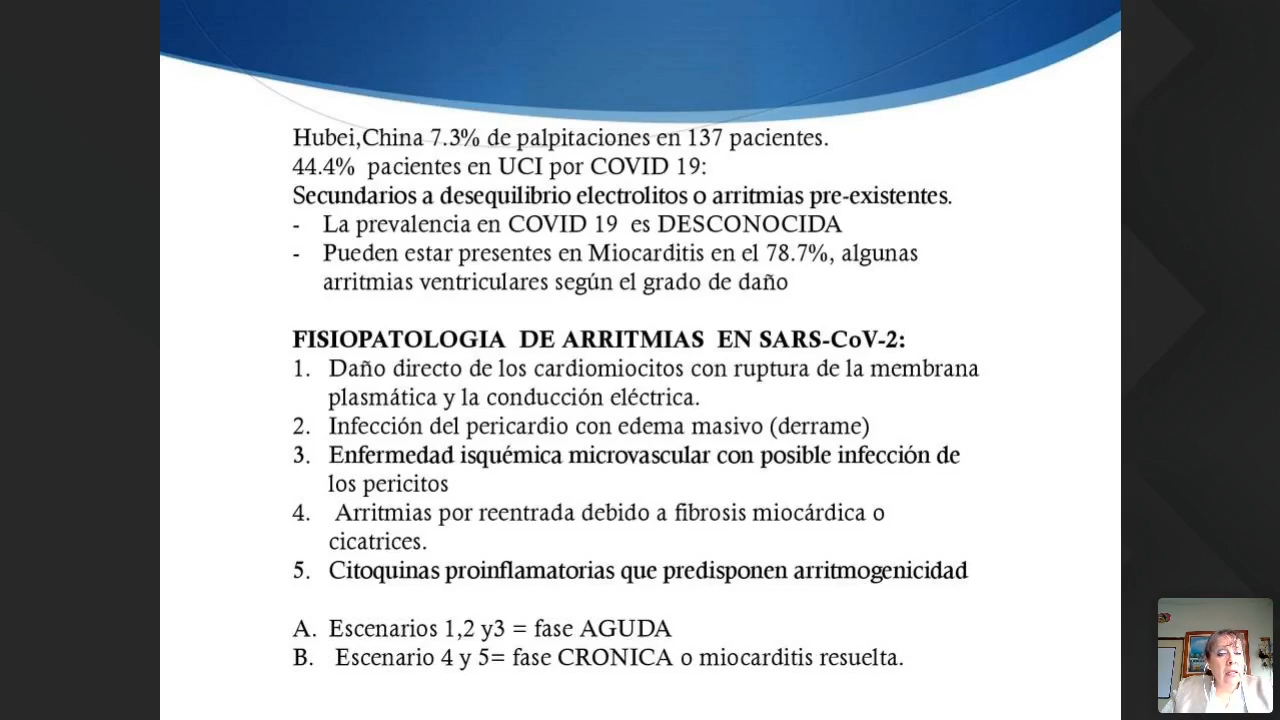 Hubei,China 7.3% de palpitaciones en 137 pacientes.
44.4% pacientes en UCI por COVID 19:
Secundarios a desequilibrio electrolitos o arritmias pre-existentes.
- La prevalencia en COVID 19 es DESCONOCIDA
- Pueden estar presentes en Miocarditis en el 78.7%, algunas
arritmias ventriculares según el grado de daño
FISIOPATOLOGIA DE ARRITMIAS EN SARS-CoV-2:
1. Daño directo de los cardiomiocitos con ruptura de la membrana
plasmática y la conducción eléctrica.
2. Infección del pericardio con edema masivo (derrame)
3. Enfermedad isquémica microvascular con posible infección de
los pericitos
4. Arritmias por reentrada debido a fibrosis miocárdica o
cicatrices.
5. Citoquinas proinflamatorias que predisponen arritmogenicidad
A. Escenarios 1,2 y3 = fase AGUDA
B. Escenario 4 y 5= fase CRONICA o miocarditis resuelta.